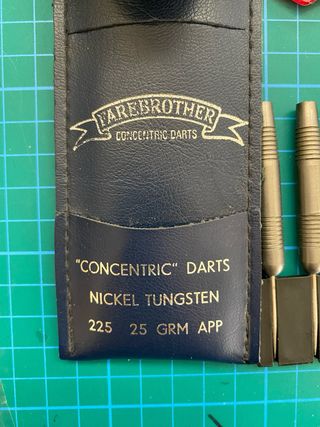 FAREBROTHER
CONCENTRIC DARTS
"CONCENTRIC" DARTS
NICKEL TUNGSTEN
225 25 GRM APP